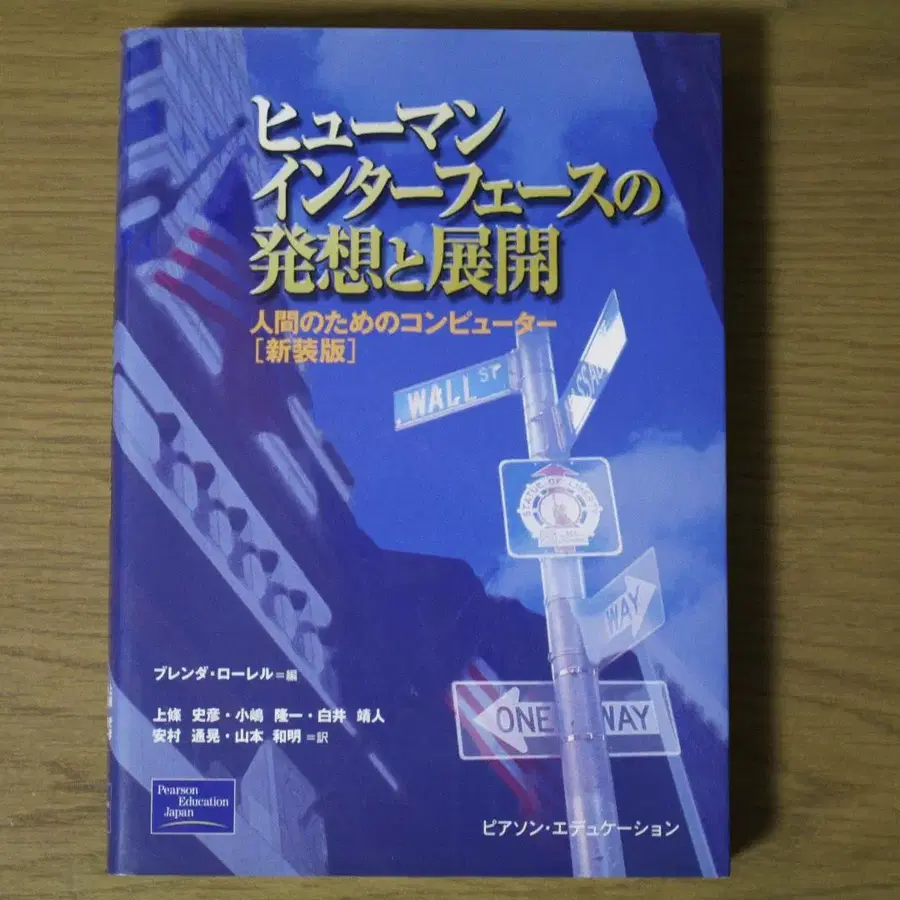 ヒューマン
インターフェースの
発想と展開
人間のためのコンピューター
[新装版]
WALL ST
STATUE OF LIBERTY
WAY
ONE WAY
ブレンダ・ローレル=編
上條 史彦・小嶋 隆一・白井 靖人
安村 通晃・山本 和明=訳
Pearson
Education
Japan
ピアソン・エデュケーション